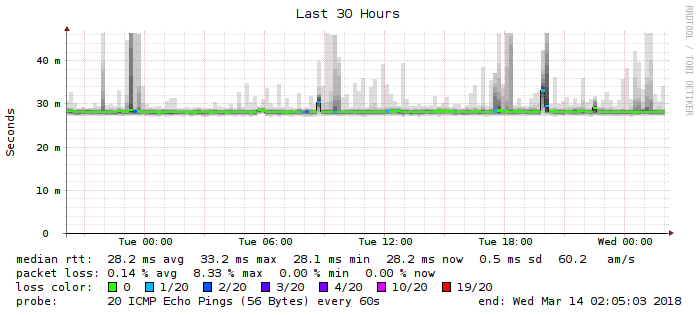 Last 30 Hours
RRDTOOL / TOBI OETIKER
Seconds
40 m
30 m
20 m
10 m
0
Tue 00:00 Tue 06:00 Tue 12:00 Tue 18:00 Wed 00:00
median rtt: 28.2 ms avg 33.2 ms max 28.1 ms min 28.2 ms now 0.5 ms sd 60.2 am/s
packet loss: 0.14 % avg 8.33 % max 0.00 % min 0.00 % now
loss color: 0 1/20 2/20 3/20 4/20 10/20 19/20
probe: 20 ICMP Echo Pings (56 Bytes) every 60s end: Wed Mar 14 02:05:03 2018